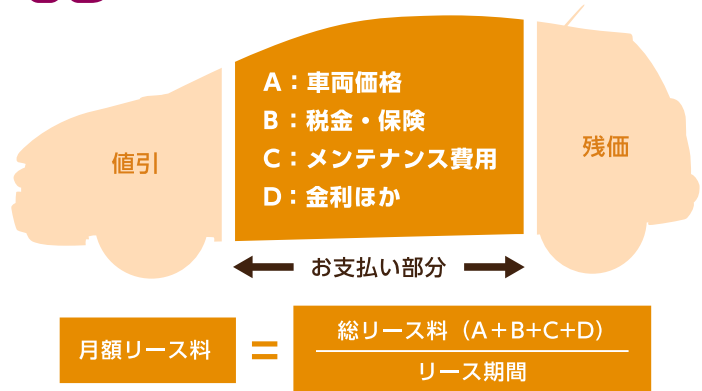 A：車両価格
B：税金・保険
C：メンテナンス費用
D：金利ほか
値引
残価
お支払い部分
月額リース料
=
総リース料（A＋B+C+D）
リース期間